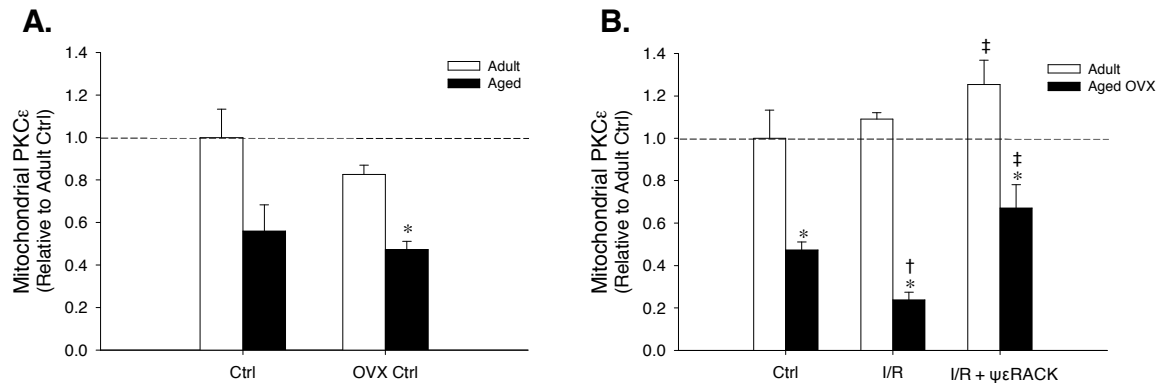 A.
Mitochondrial PKCε
(Relative to Adult Ctrl)
1.4
1.2
1.0
0.8
0.6
0.4
0.2
0.0
Adult
Aged
*
Ctrl
OVX Ctrl
B.
Mitochondrial PKCε
(Relative to Adult Ctrl)
1.4
1.2
1.0
0.8
0.6
0.4
0.2
0.0
Adult
Aged OVX
*
†
*
‡
‡
*
Ctrl
I/R
I/R + ψεRACK